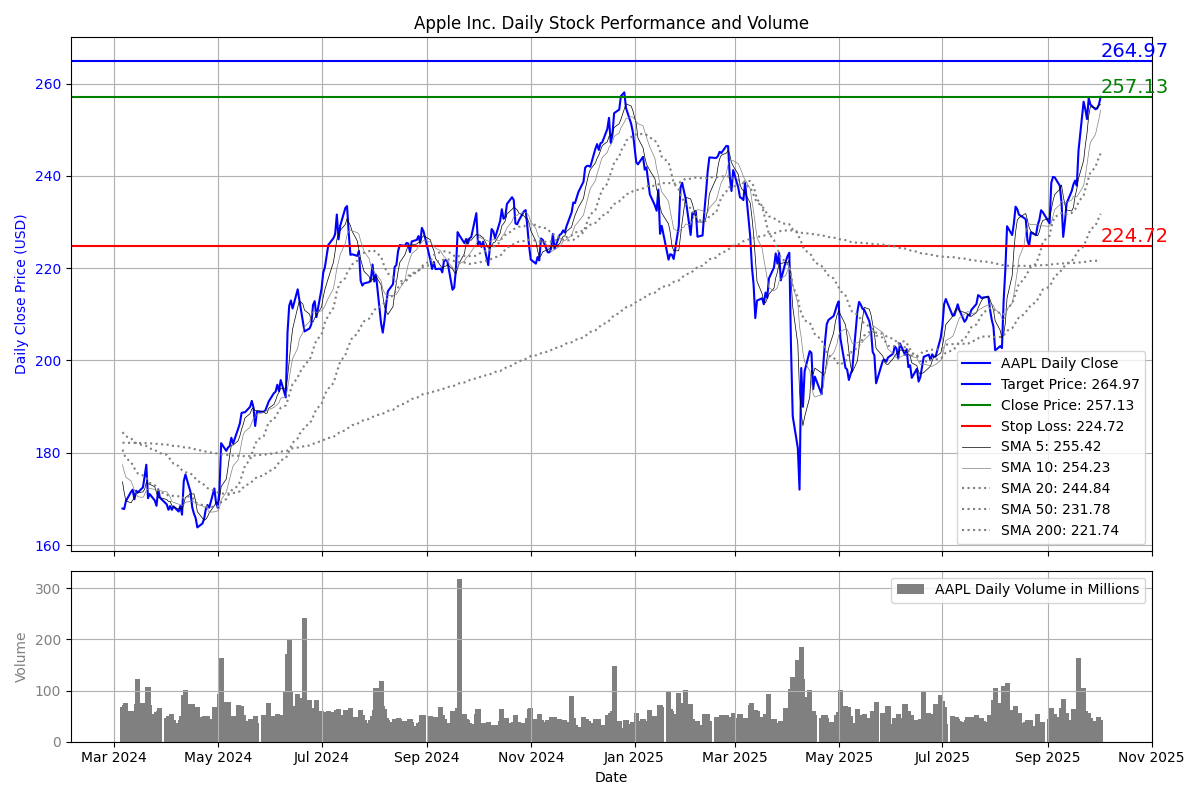 Apple Inc. Daily Stock Performance and Volume
264.97
257.13
224.72
Daily Close Price (USD)
260
240
220
200
180
160
AAPL Daily Close
Target Price: 264.97
Close Price: 257.13
Stop Loss: 224.72
SMA 5: 255.42
SMA 10: 254.23
SMA 20: 244.84
SMA 50: 231.78
SMA 200: 221.74
Volume
300
200
100
0
AAPL Daily Volume in Millions
Mar 2024 May 2024 Jul 2024 Sep 2024 Nov 2024 Jan 2025 Mar 2025 May 2025 Jul 2025 Sep 2025 Nov 2025
Date